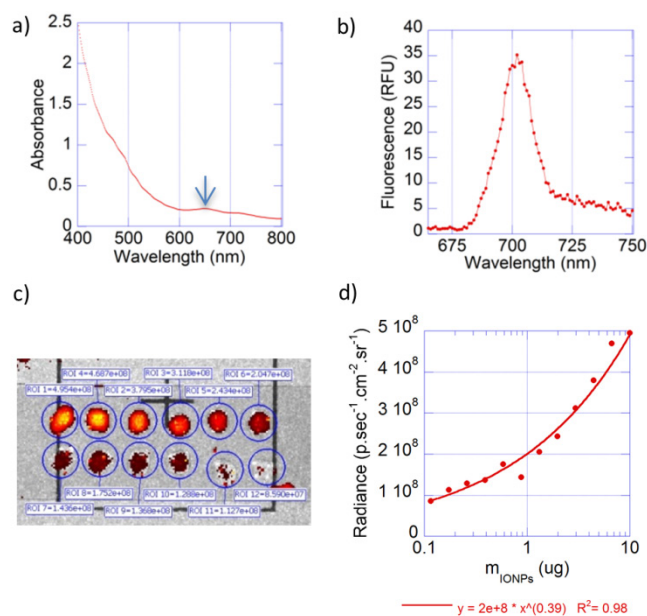 a)
Absorbance
2.5
2
1.5
1
0.5
0
400 500 600 700 800
Wavelength (nm)
b)
Fluorescence (RFU)
40
35
30
25
20
15
10
5
0
675 700 725 750
Wavelength (nm)
c)
ROI 4=4.687e+08 ROI 3=3.118e+08 ROI 6=2.047e+08
ROI 1=4.954e+08 ROI 2=3.795e+08 ROI 5=2.434e+08
ROI 8=1.752e+08 ROI 10=1.288e+08 ROI 12=8.590e+07
ROI 7=1.436e+08 ROI 9=1.368e+08 ROI 11=1.127e+08
d)
Radiance (p.sec⁻¹.cm⁻².sr⁻¹)
5 10⁸
4 10⁸
3 10⁸
2 10⁸
1 10⁸
0
0.1 1 10
mIONPs (ug)
y = 2e+8 * x^(0.39) R²= 0.98